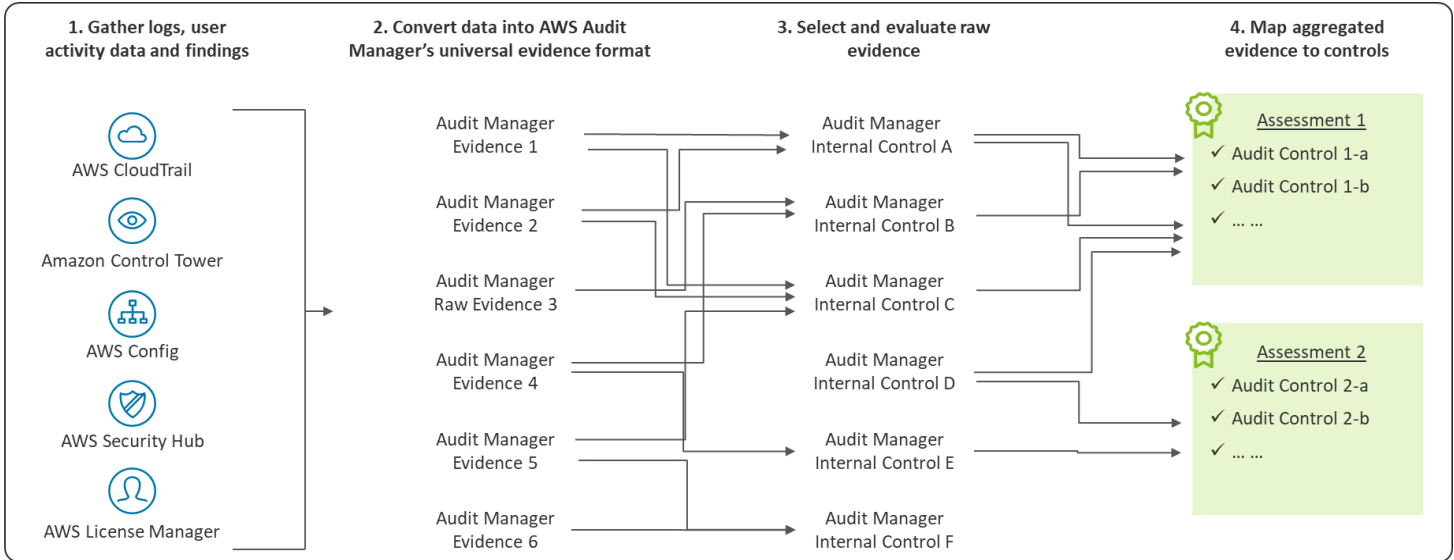 1. Gather logs, user
activity data and findings
AWS CloudTrail
Amazon Control Tower
AWS Config
AWS Security Hub
AWS License Manager
2. Convert data into AWS Audit
Manager’s universal evidence format
Audit Manager
Evidence 1
Audit Manager
Evidence 2
Audit Manager
Raw Evidence 3
Audit Manager
Evidence 4
Audit Manager
Evidence 5
Audit Manager
Evidence 6
3. Select and evaluate raw
evidence
Audit Manager
Internal Control A
Audit Manager
Internal Control B
Audit Manager
Internal Control C
Audit Manager
Internal Control D
Audit Manager
Internal Control E
Audit Manager
Internal Control F
4. Map aggregated
evidence to controls
Assessment 1
✓ Audit Control 1-a
✓ Audit Control 1-b
✓ ... ...
Assessment 2
✓ Audit Control 2-a
✓ Audit Control 2-b
✓ ... ...